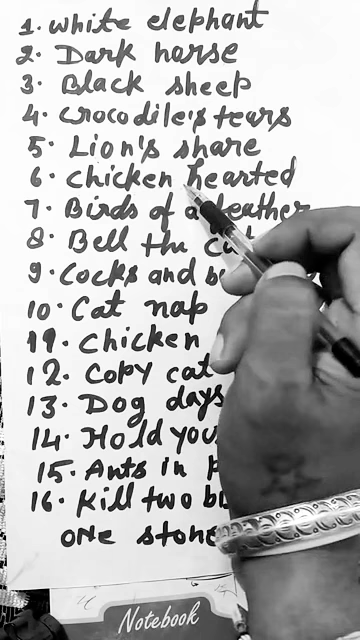 1. White elephant
2. Dark horse
3. Black sheep
4. Crocodile's tears
5. Lion's share
6. Chicken hearted
7. Birds of a feather
8. Bell the cat
9. Cocks and
10. Cat nap
19. Chicken
12. Copy cat
13. Dog days
14. Hold
15. Ants in
16. Kill two
one stone
Notebook